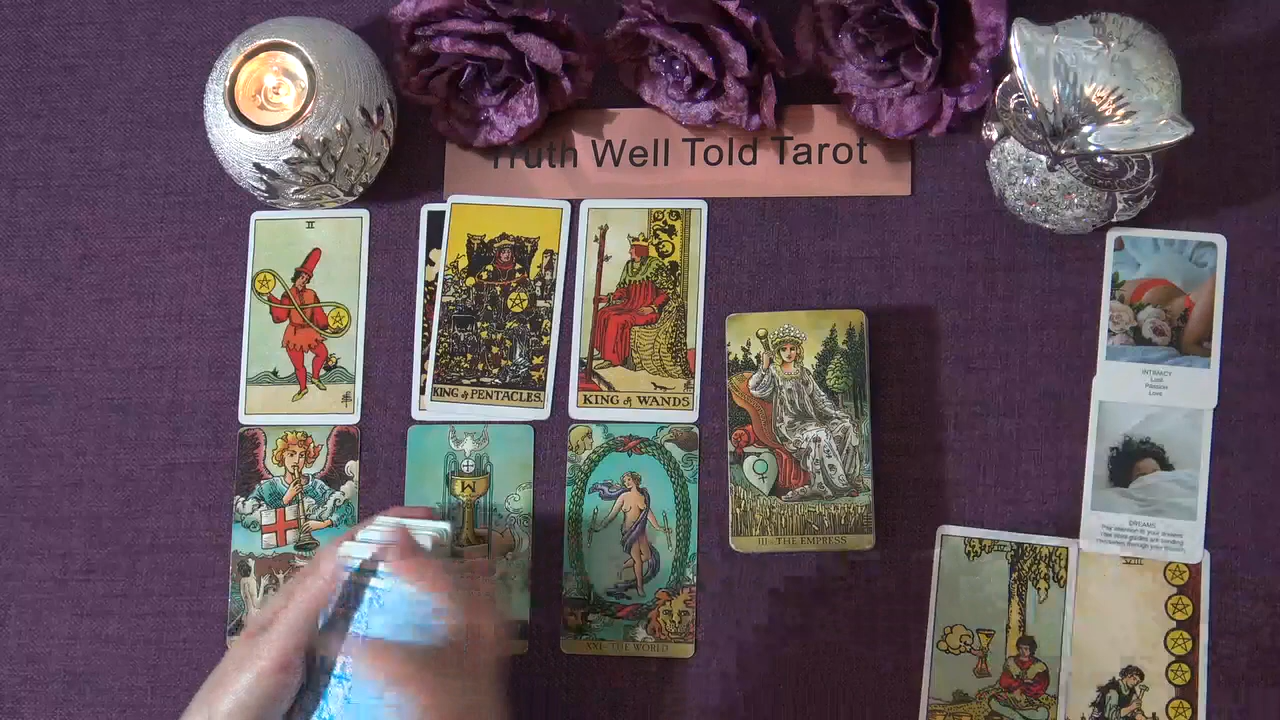 Truth Well Told Tarot
II
KING of PENTACLES.
KING of WANDS
INTIMACY
Lust
Passion
Love
III - THE EMPRESS
DREAMS
VIII
XXI - THE WORLD